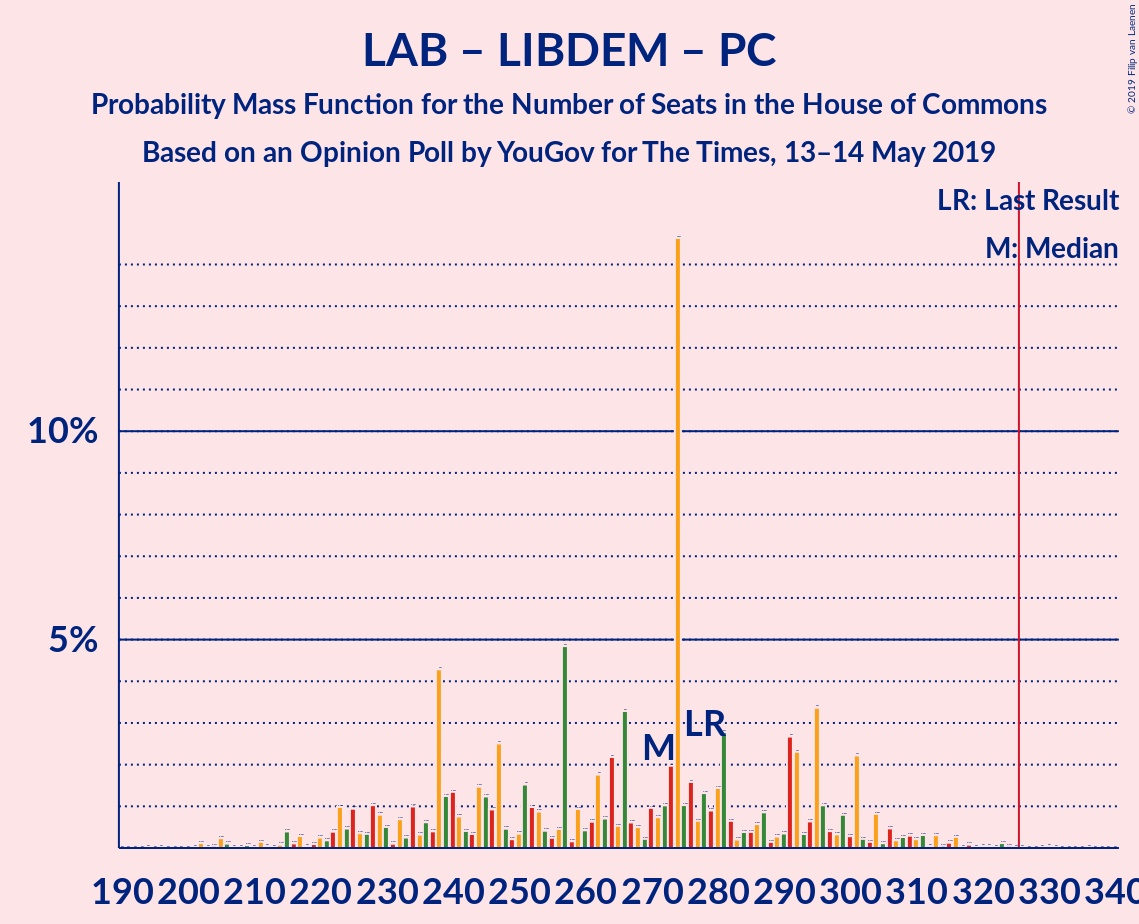 LAB – LIBDEM – PC
Probability Mass Function for the Number of Seats in the House of Commons
Based on an Opinion Poll by YouGov for The Times, 13–14 May 2019
© 2019 Filip van Laenen
LR: Last Result
M: Median
10%
5%
M
LR
190 200 210 220 230 240 250 260 270 280 290 300 310 320 330 340